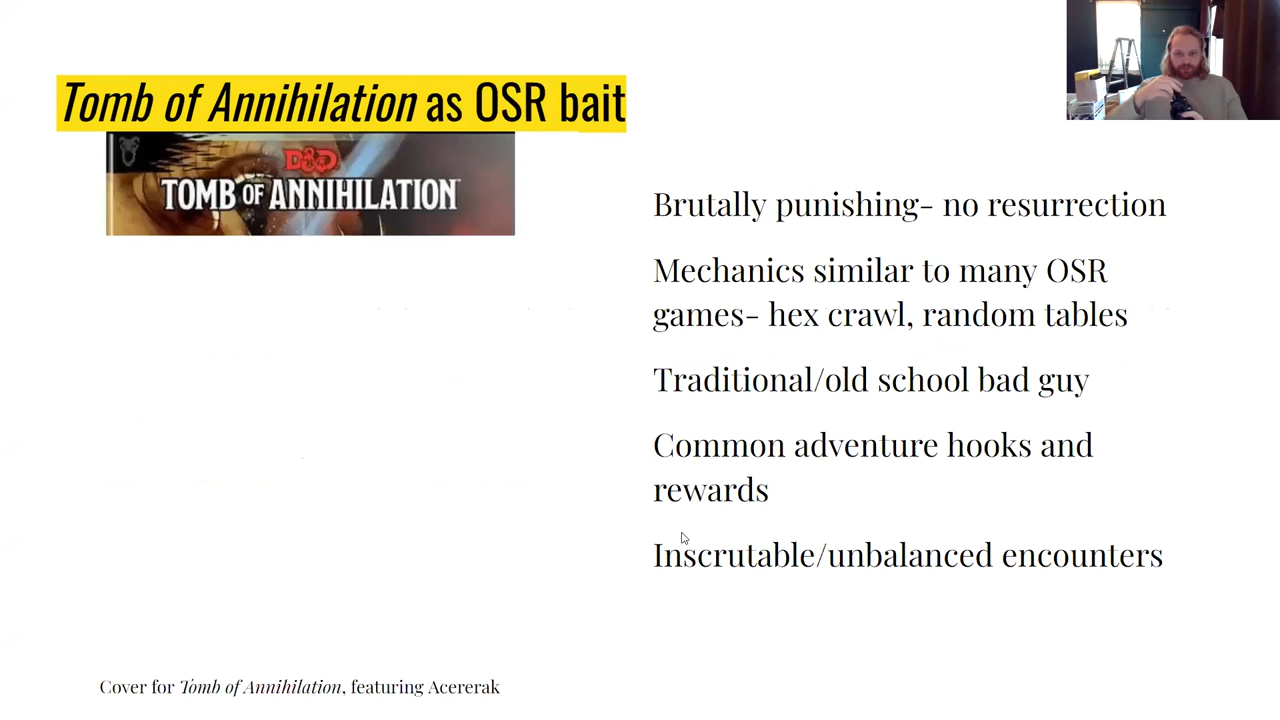 Tomb of Annihilation as OSR bait
D&D
TOMB OF ANNIHILATION
Brutally punishing- no resurrection
Mechanics similar to many OSR
games- hex crawl, random tables
Traditional/old school bad guy
Common adventure hooks and
rewards
Inscrutable/unbalanced encounters
Cover for Tomb of Annihilation, featuring Acererak